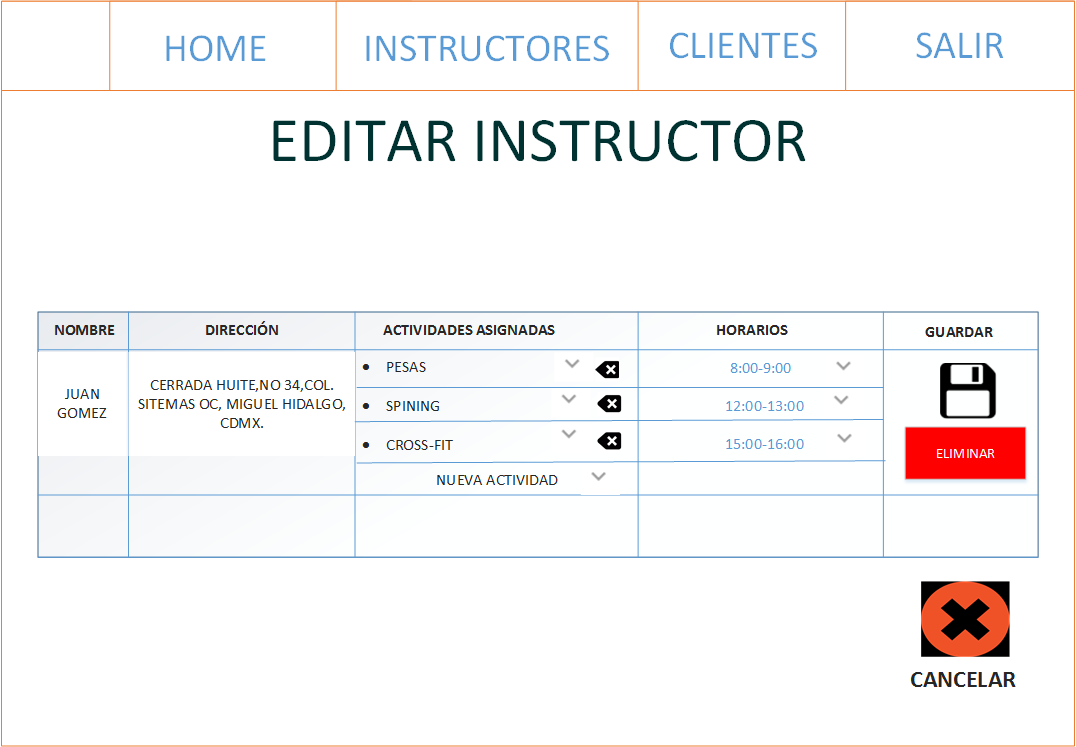 HOME INSTRUCTORES CLIENTES SALIR
EDITAR INSTRUCTOR
NOMBRE DIRECCIÓN ACTIVIDADES ASIGNADAS HORARIOS GUARDAR
JUAN
GOMEZ
CERRADA HUITE,NO 34,COL.
SITEMAS OC, MIGUEL HIDALGO,
CDMX.
• PESAS 8:00-9:00
• SPINING 12:00-13:00
• CROSS-FIT 15:00-16:00
NUEVA ACTIVIDAD
ELIMINAR
CANCELAR